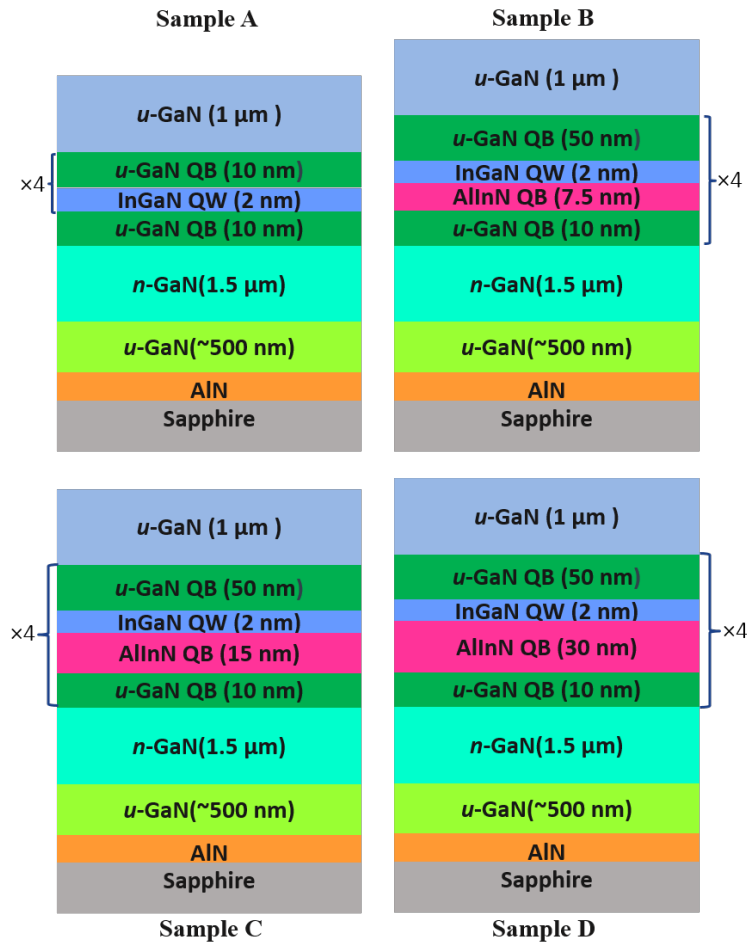 Sample A
u-GaN (1 µm )
u-GaN QB (10 nm)
×4
InGaN QW (2 nm)
u-GaN QB (10 nm)
n-GaN(1.5 µm)
u-GaN(~500 nm)
AlN
Sapphire
Sample B
u-GaN (1 µm )
u-GaN QB (50 nm)
InGaN QW (2 nm)
×4
AlInN QB (7.5 nm)
u-GaN QB (10 nm)
n-GaN(1.5 µm)
u-GaN(~500 nm)
AlN
Sapphire
u-GaN (1 µm )
u-GaN QB (50 nm)
InGaN QW (2 nm)
×4
AlInN QB (15 nm)
u-GaN QB (10 nm)
n-GaN(1.5 µm)
u-GaN(~500 nm)
AlN
Sapphire
Sample C
u-GaN (1 µm )
u-GaN QB (50 nm)
InGaN QW (2 nm)
×4
AlInN QB (30 nm)
u-GaN QB (10 nm)
n-GaN(1.5 µm)
u-GaN(~500 nm)
AlN
Sapphire
Sample D